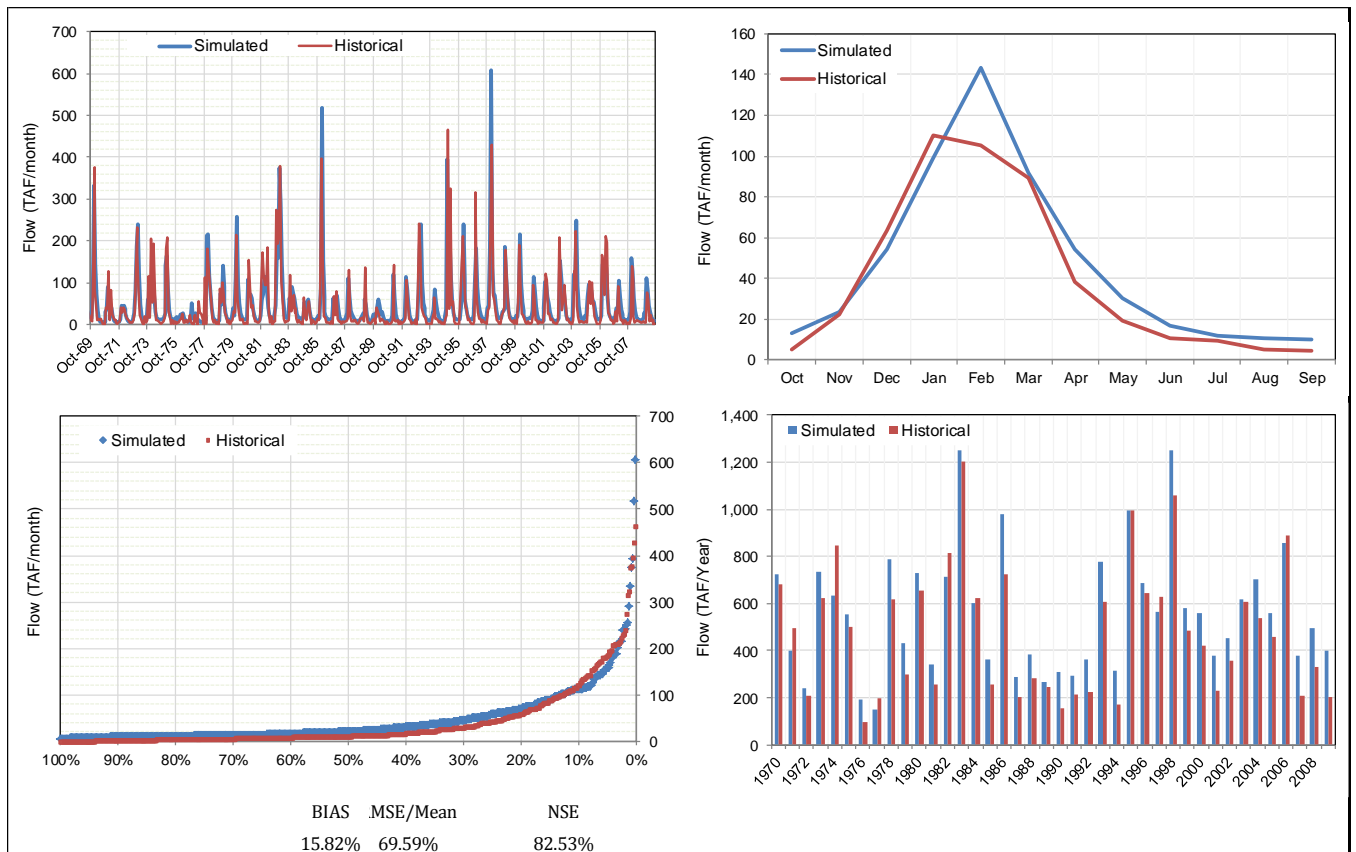 Simulated Historical
Flow (TAF/month)
700
600
500
400
300
200
100
0
Oct-69 Oct-71 Oct-73 Oct-75 Oct-77 Oct-79 Oct-81 Oct-83 Oct-85 Oct-87 Oct-89 Oct-91 Oct-93 Oct-95 Oct-97 Oct-99 Oct-01 Oct-03 Oct-05 Oct-07
Simulated
Historical
Flow (TAF/month)
160
140
120
100
80
60
40
20
0
Oct Nov Dec Jan Feb Mar Apr May Jun Jul Aug Sep
Simulated Historical
Flow (TAF/month)
700
600
500
400
300
200
100
0
100% 90% 80% 70% 60% 50% 40% 30% 20% 10% 0%
Simulated Historical
Flow (TAF/Year)
1,400
1,200
1,000
800
600
400
200
0
1970 1972 1974 1976 1978 1980 1982 1984 1986 1988 1990 1992 1994 1996 1998 2000 2002 2004 2006 2008
BIAS .MSE/Mean NSE
15.82% 69.59% 82.53%